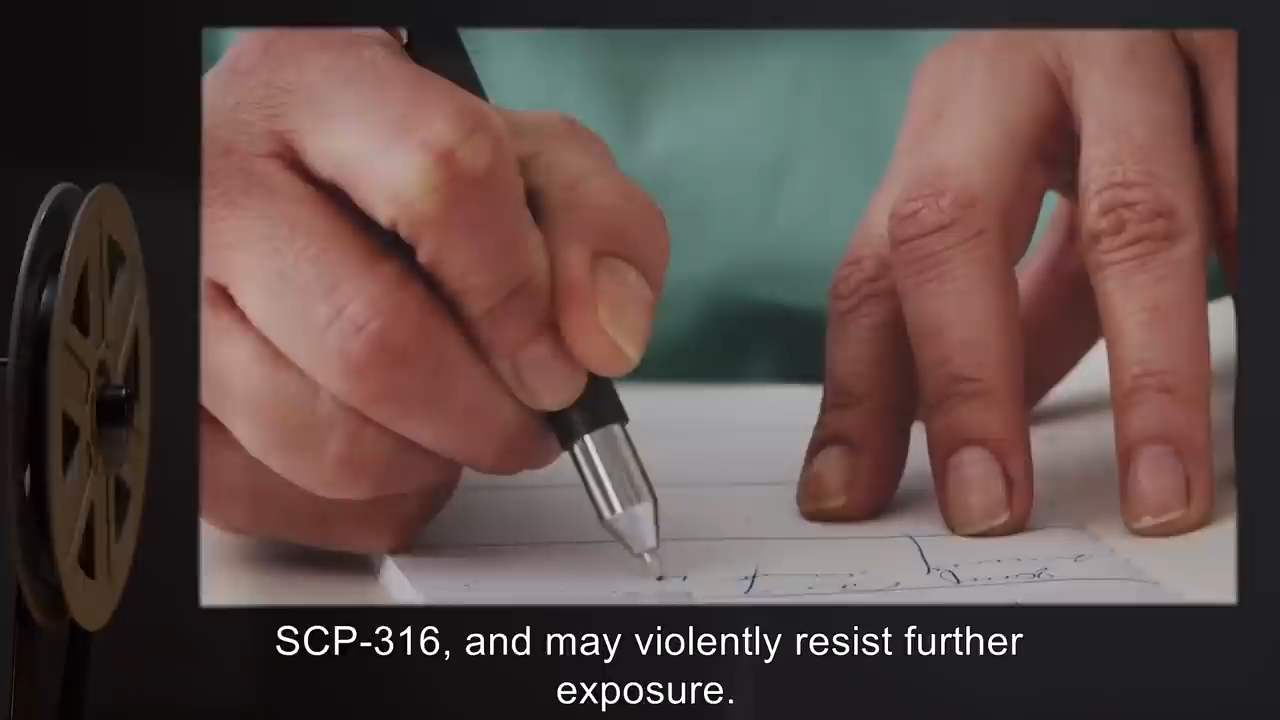 SCP-316, and may violently resist further
exposure.